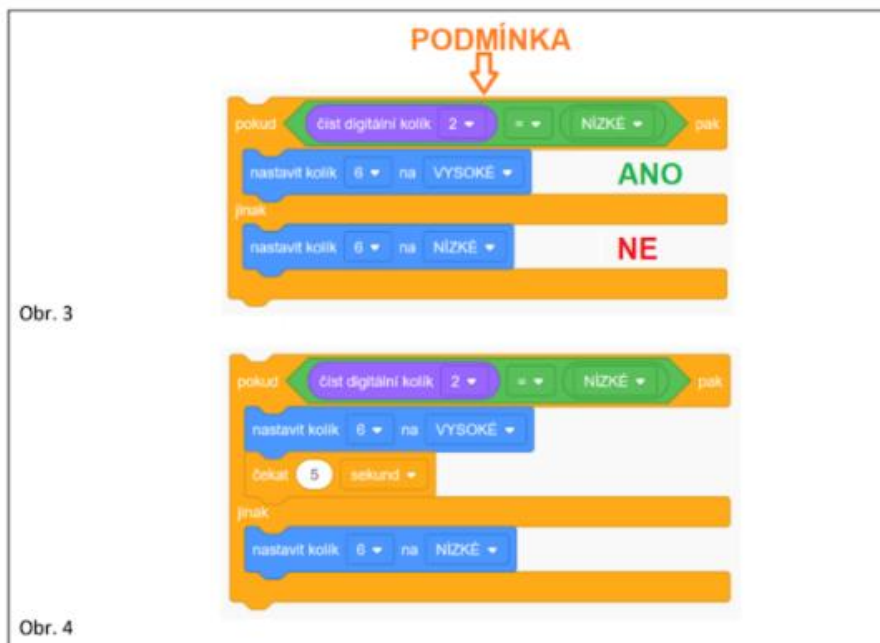 PODMÍNKA
pokud číst digitální kolík 2 = NÍZKÉ pak
nastavit kolík 6 na VYSOKÉ ANO
jinak
nastavit kolík 6 na NÍZKÉ NE
Obr. 3
pokud číst digitální kolík 2 = NÍZKÉ pak
nastavit kolík 6 na VYSOKÉ
čekat 5 sekund
jinak
nastavit kolík 6 na NÍZKÉ
Obr. 4